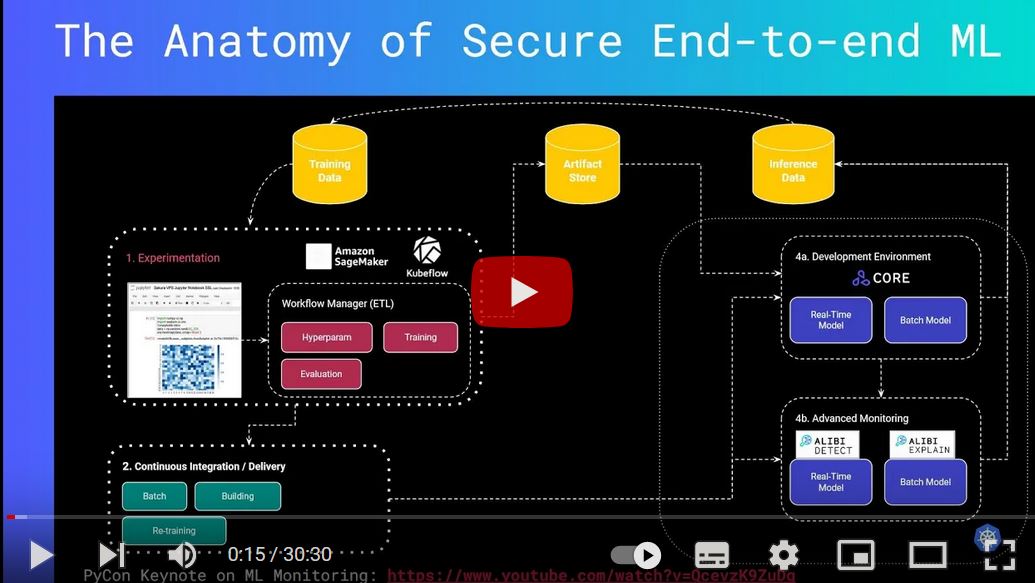 The Anatomy of Secure End-to-end ML
Training
Data
Artifact
Store
Inference
Data
1. Experimentation
Amazon
SageMaker
Kubeflow
Workflow Manager (ETL)
Hyperparam
Training
Evaluation
2. Continuous Integration / Delivery
Batch
Building
Re-training
4a. Development Environment
CORE
Real-Time
Model
Batch Model
4b. Advanced Monitoring
ALIBI
DETECT
ALIBI
EXPLAIN
Real-Time
Model
Batch Model
0:15 / 30:30
PyCon Keynote on ML Monitoring: https://www.youtube.com/watch?v=QcevzK9ZuDg